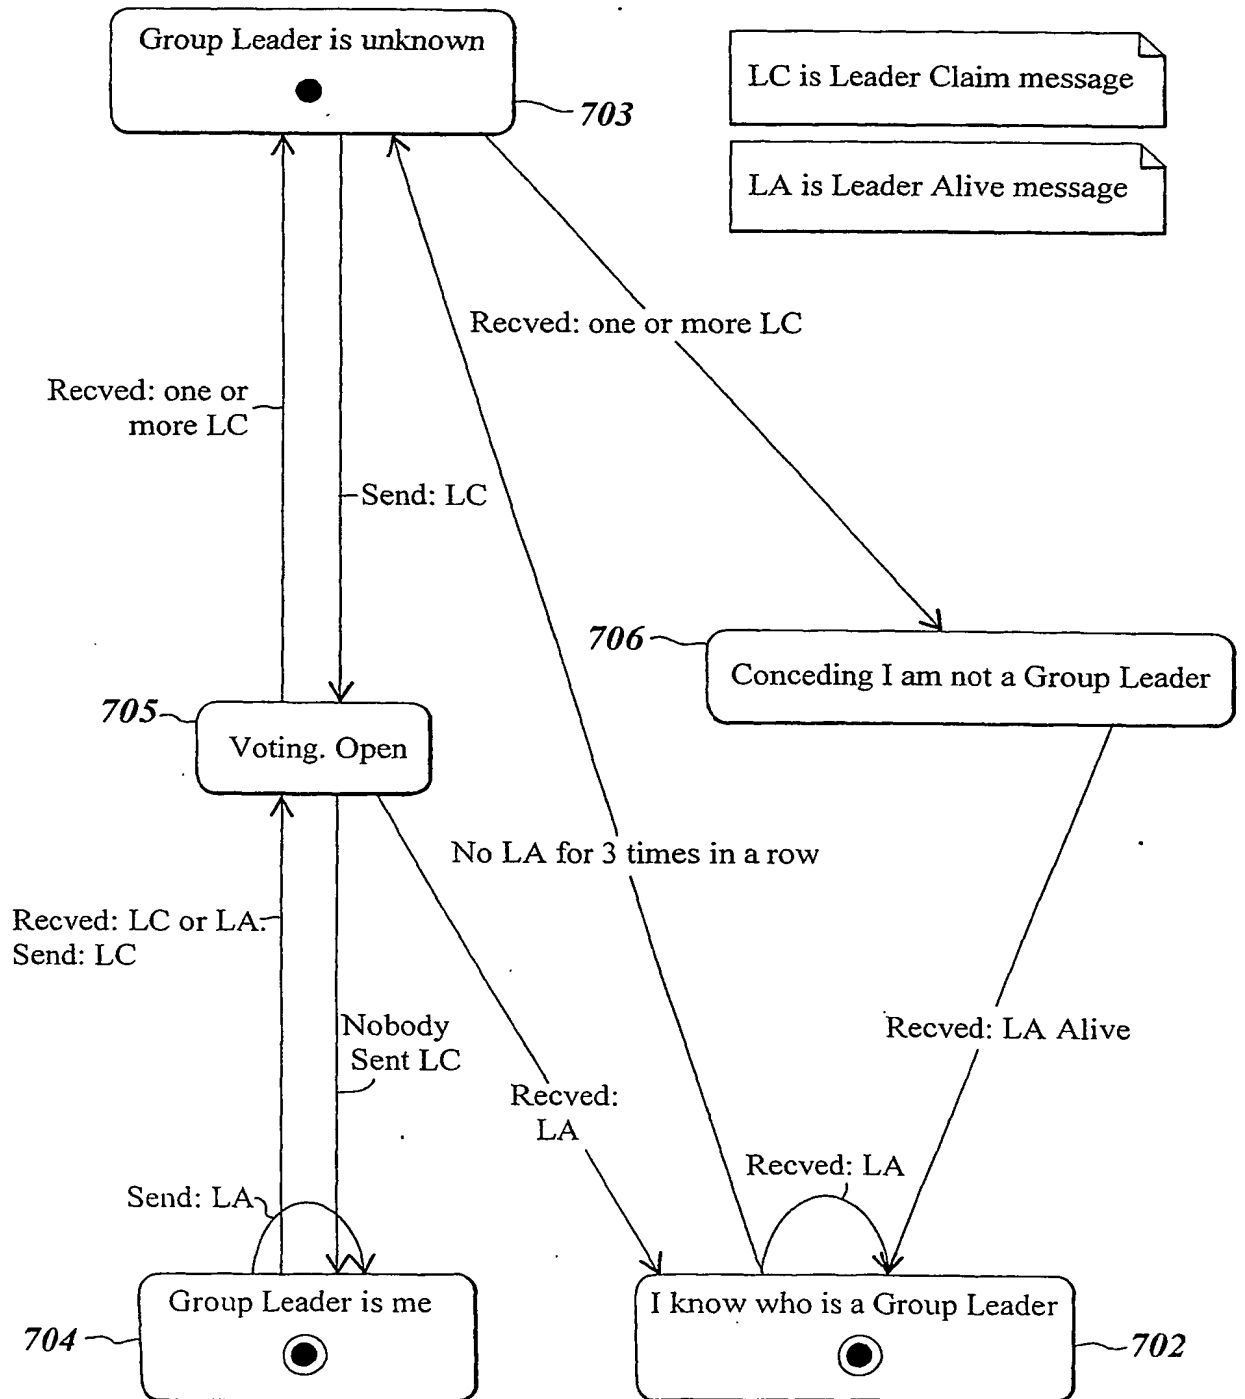 Group Leader is unknown
703
LC is Leader Claim message
LA is Leader Alive message
Recved: one or more LC
Recved: one or
more LC
Send: LC
706
Conceding I am not a Group Leader
705
Voting. Open
No LA for 3 times in a row
Recved: LC or LA.
Send: LC
Nobody
Sent LC
Recved: LA Alive
Recved:
LA
Recved: LA
Send: LA
Group Leader is me
704
I know who is a Group Leader
702